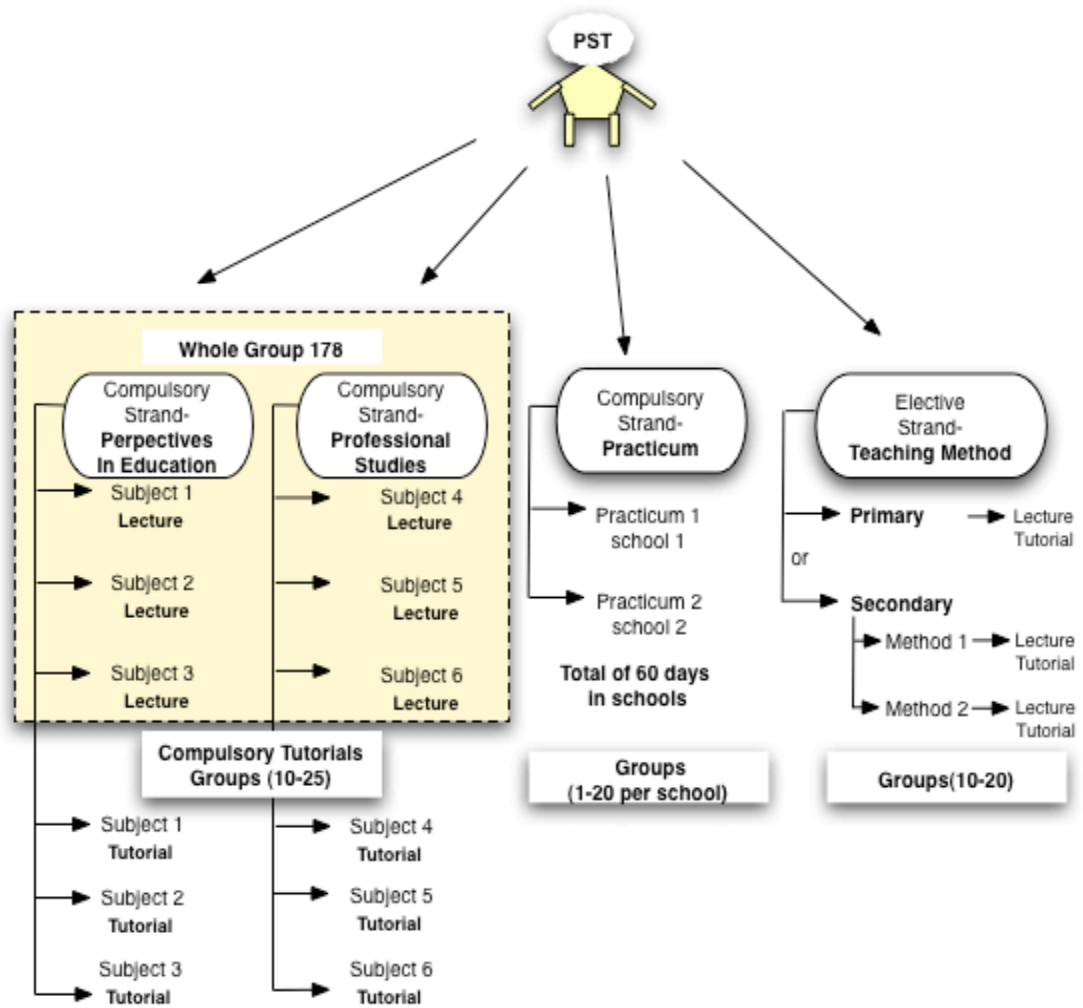 PST
Whole Group 178
Compulsory
Strand-
Perpectives
In Education
Subject 1
Lecture
Subject 2
Lecture
Subject 3
Lecture
Compulsory
Strand-
Professional
Studies
Subject 4
Lecture
Subject 5
Lecture
Subject 6
Lecture
Compulsory Tutorials
Groups (10-25)
Subject 1
Tutorial
Subject 2
Tutorial
Subject 3
Tutorial
Subject 4
Tutorial
Subject 5
Tutorial
Subject 6
Tutorial
Compulsory
Strand-
Practicum
Practicum 1
school 1
Practicum 2
school 2
Total of 60 days
in schools
Groups
(1-20 per school)
Elective
Strand-
Teaching Method
Primary
Lecture
Tutorial
or
Secondary
Method 1
Lecture
Tutorial
Method 2
Lecture
Tutorial
Groups(10-20)